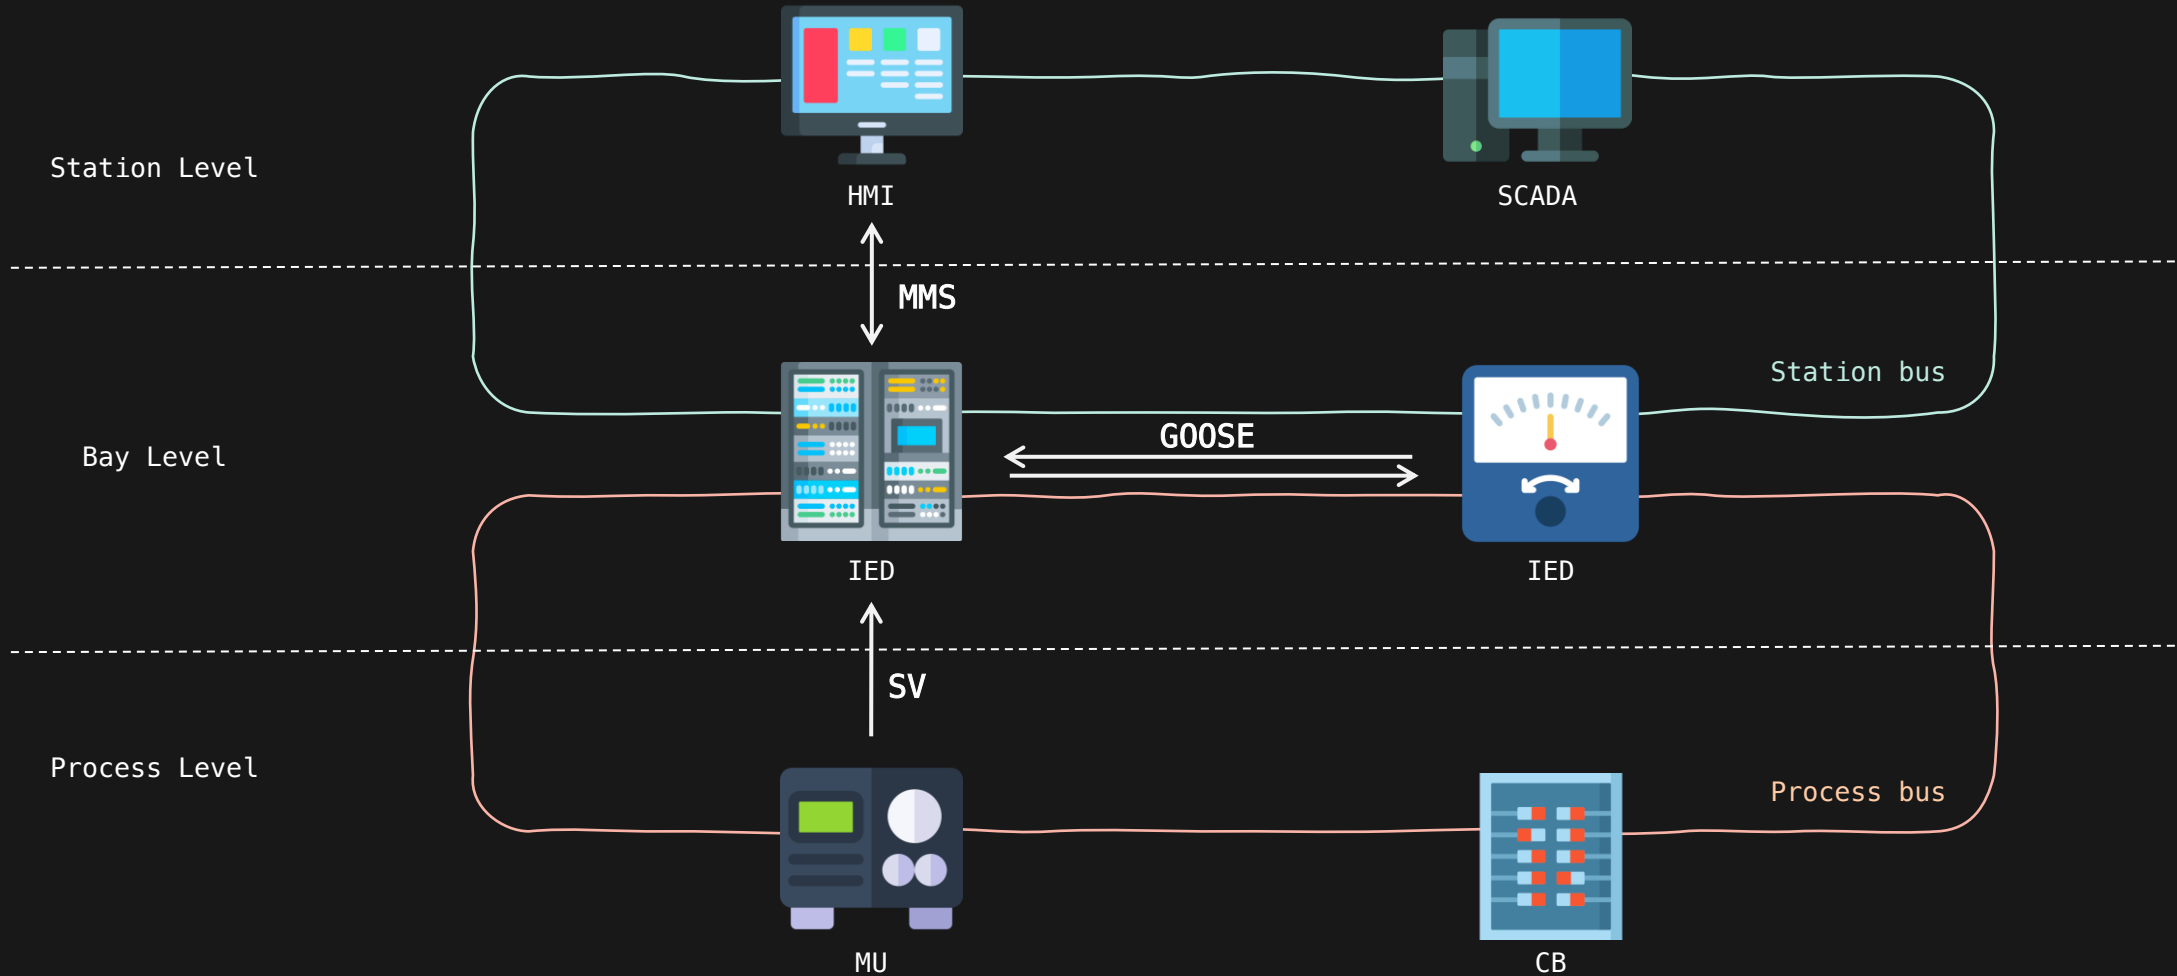 HMI
SCADA
Station Level
MMS
Station bus
GOOSE
Bay Level
IED
IED
SV
Process Level
Process bus
MU
CB